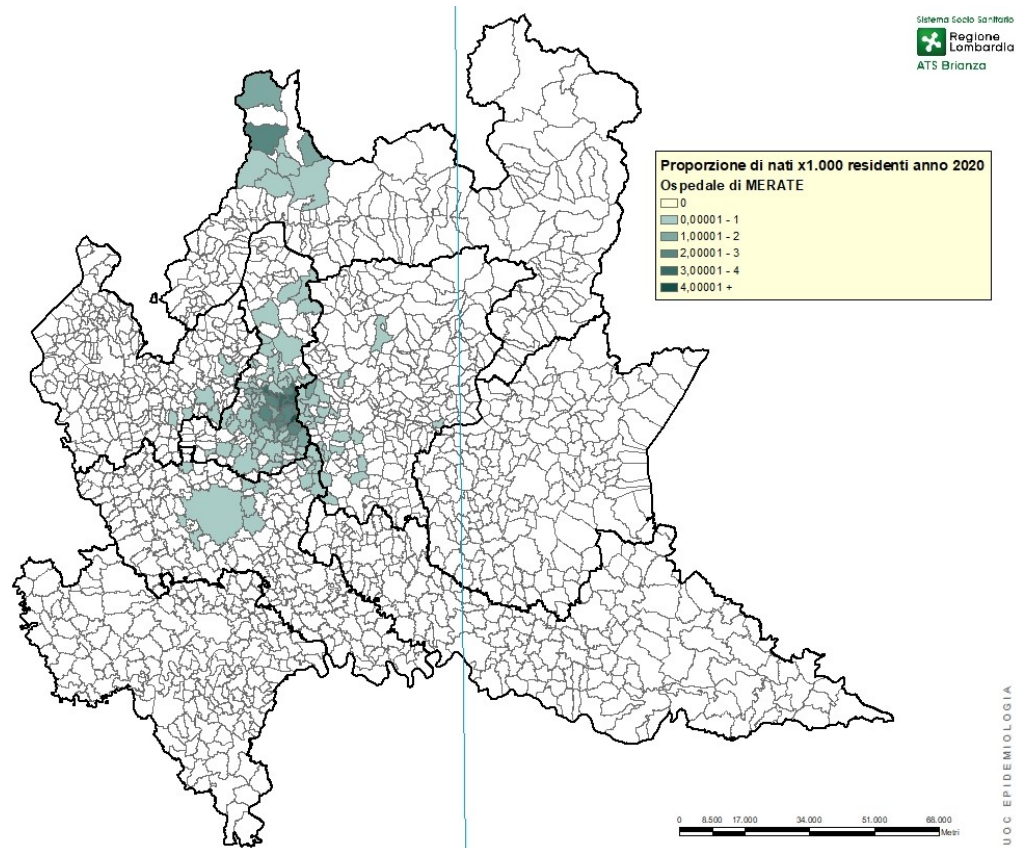 Sistema Socio Sanitario
Regione
Lombardia
ATS Brianza
Proporzione di nati x1.000 residenti anno 2020
Ospedale di MERATE
0
0,00001 - 1
1,00001 - 2
2,00001 - 3
3,00001 - 4
4,00001 +
UOC EPIDEMIOLOGIA
0 8.500 17.000 34.000 51.000 68.000
Metri